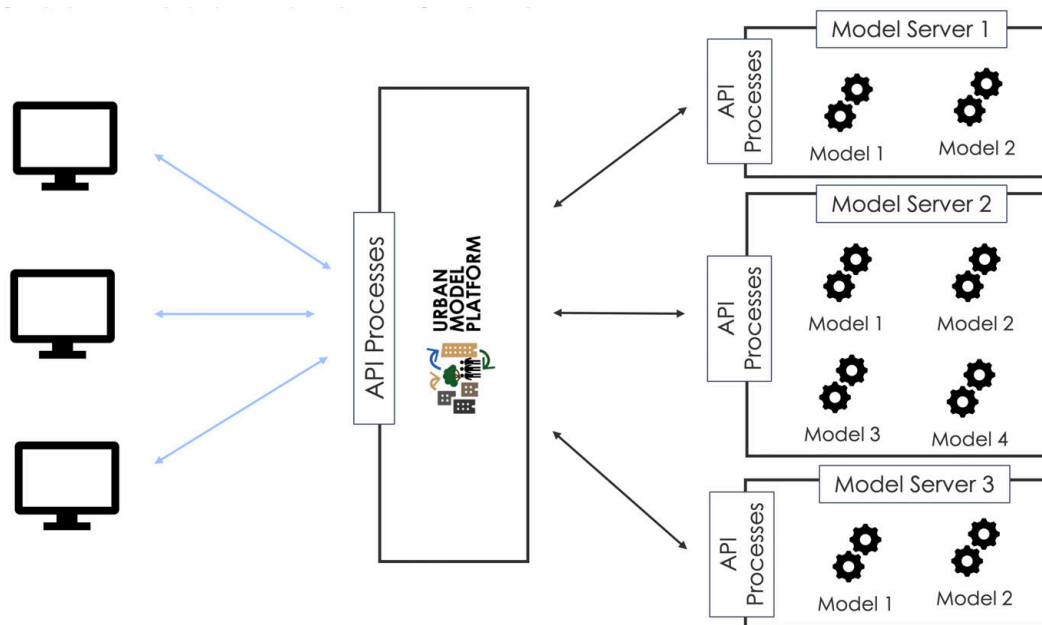 API Processes
URBAN
MODEL
PLATFORM
Model Server 1
API
Processes
Model 1
Model 2
Model Server 2
API
Processes
Model 1
Model 2
Model 3
Model 4
Model Server 3
API
Processes
Model 1
Model 2